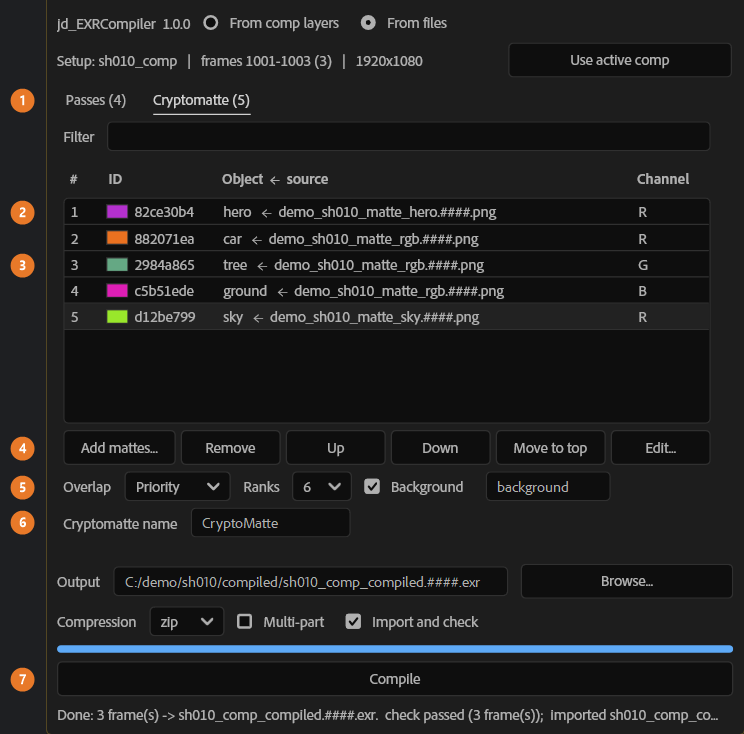 jd_EXRCompiler 1.0.0 From comp layers From files
Setup: sh010_comp | frames 1001-1003 (3) | 1920x1080 Use active comp
1 Passes (4) Cryptomatte (5)
Filter
# ID Object ← source Channel
2 1 82ce30b4 hero ← demo_sh010_matte_hero.####.png R
2 882071ea car ← demo_sh010_matte_rgb.####.png R
3 3 2984a865 tree ← demo_sh010_matte_rgb.####.png G
4 c5b51ede ground ← demo_sh010_matte_rgb.####.png B
5 d12be799 sky ← demo_sh010_matte_sky.####.png R
4 Add mattes... Remove Up Down Move to top Edit...
5 Overlap Priority Ranks 6 Background background
6 Cryptomatte name CryptoMatte
Output C:/demo/sh010/compiled/sh010_comp_compiled.####.exr Browse...
Compression zip Multi-part Import and check
7 Compile
Done: 3 frame(s) -> sh010_comp_compiled.####.exr. check passed (3 frame(s)); Imported sh010_comp_co...